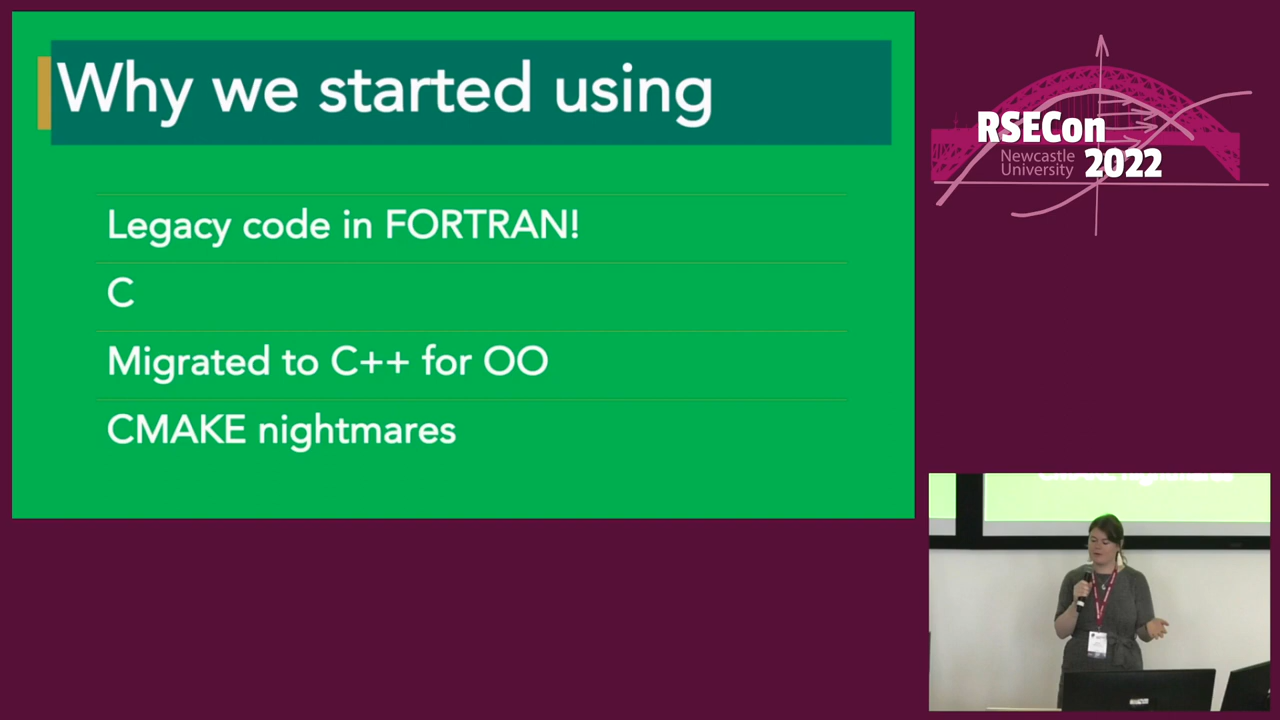 Why we started using
Legacy code in FORTRAN!
C
Migrated to C++ for OO
CMAKE nightmares
RSECon
Newcastle
University
2022